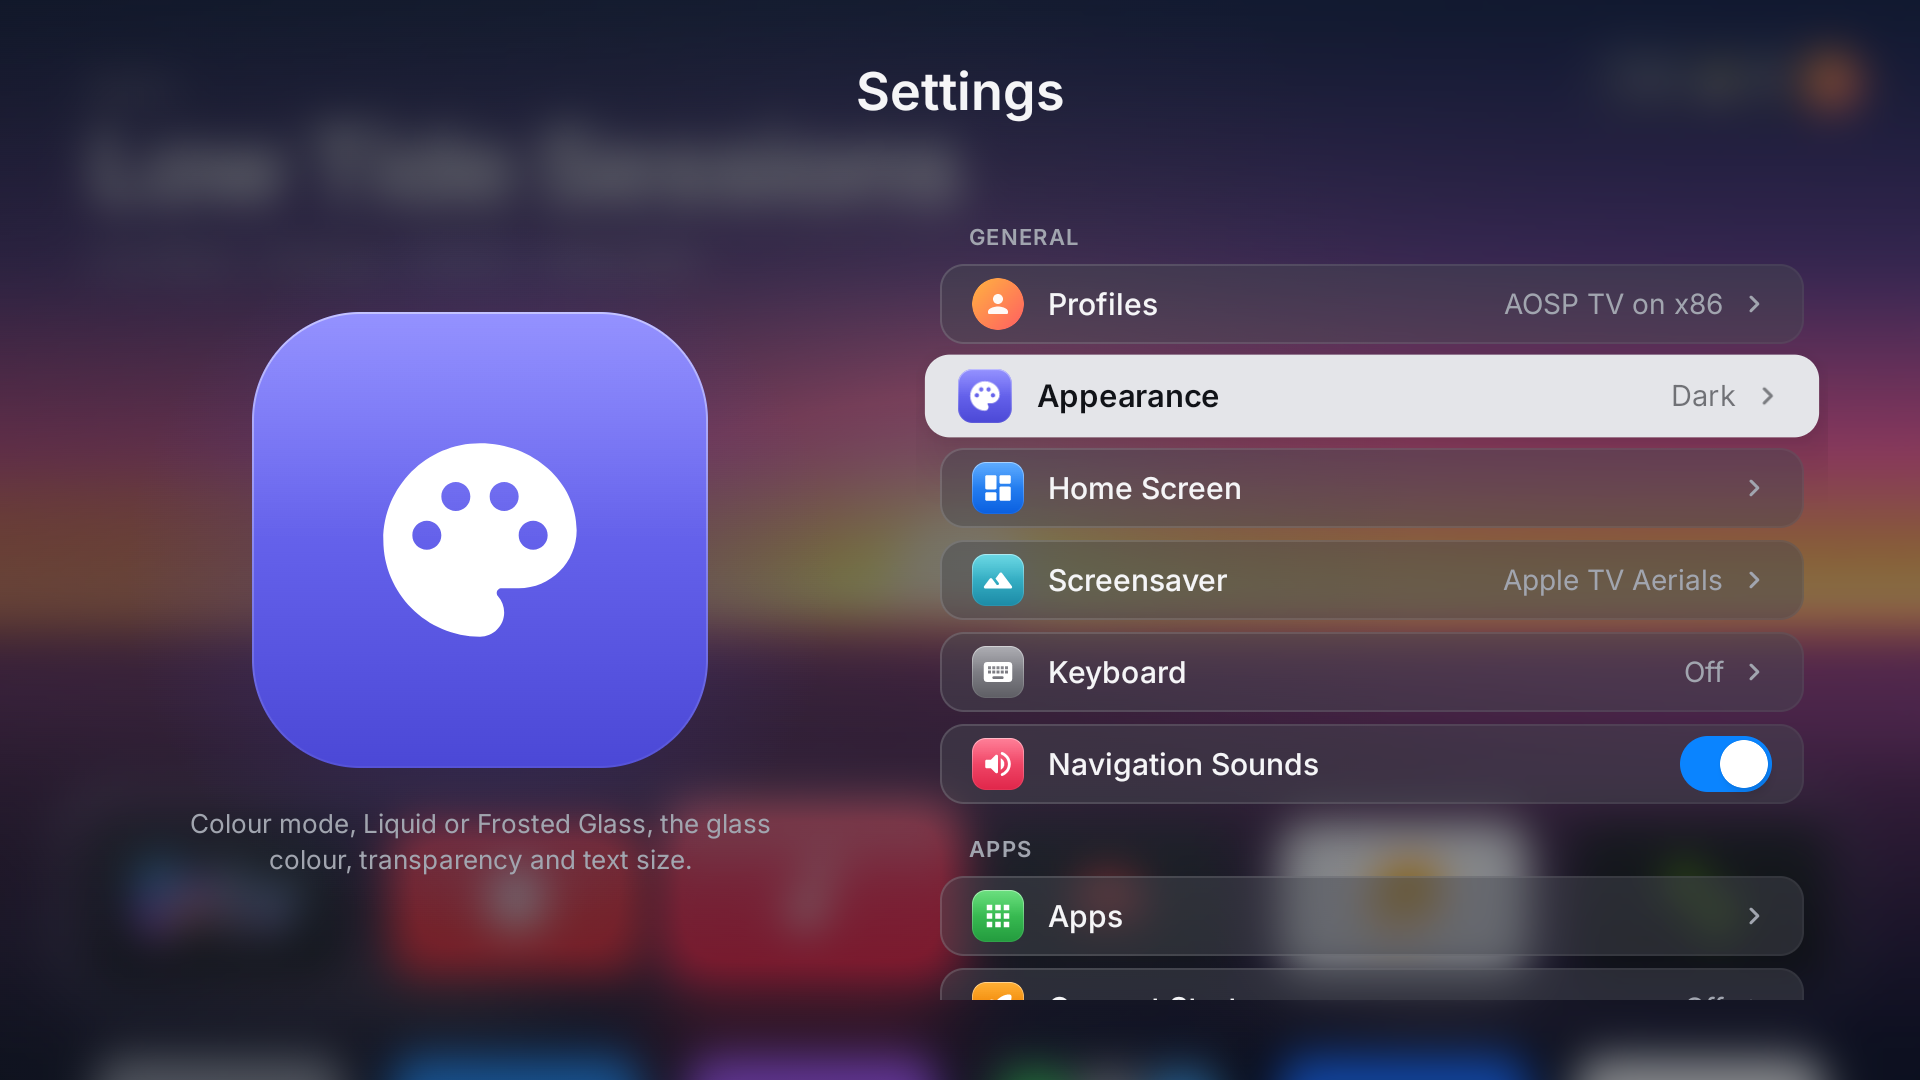 Settings
GENERAL
Profiles
AOSP TV on x86
Appearance
Dark
Home Screen
Screensaver
Apple TV Aerials
Keyboard
Off
Navigation Sounds
Colour mode, Liquid or Frosted Glass, the glass
colour, transparency and text size.
APPS
Apps